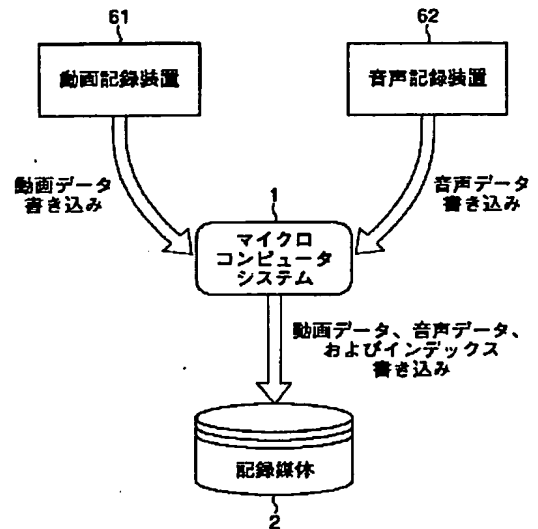 61
62
動画記録装置
音声記録装置
動画データ
書き込み
音声データ
書き込み
1
マイクロ
コンピュータ
システム
動画データ、音声データ、
およびインデックス
書き込み
記録媒体
2